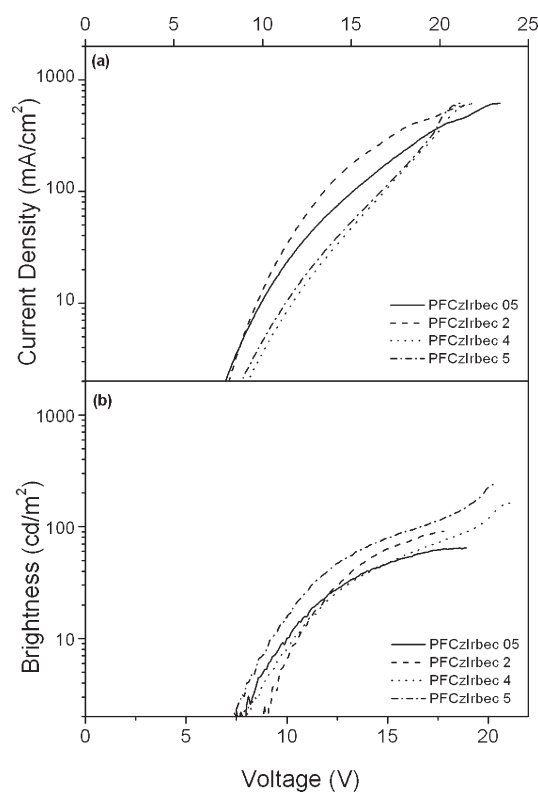 0 5 10 15 20 25
(a)
1000
100
10
Current Density (mA/cm²)
PFCzIrbec 05
PFCzIrbec 2
PFCzIrbec 4
PFCzIrbec 5
(b)
1000
100
10
Brightness (cd/m²)
PFCzIrbec 05
PFCzIrbec 2
PFCzIrbec 4
PFCzIrbec 5
0 5 10 15 20
Voltage (V)